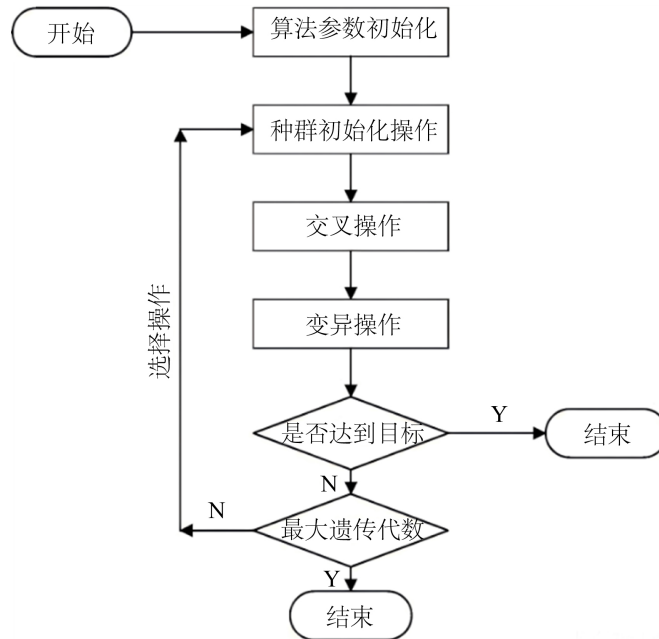 开始
算法参数初始化
种群初始化操作
交叉操作
变异操作
选择操作
是否达到目标
Y
结束
N
最大遗传代数
N
Y
结束